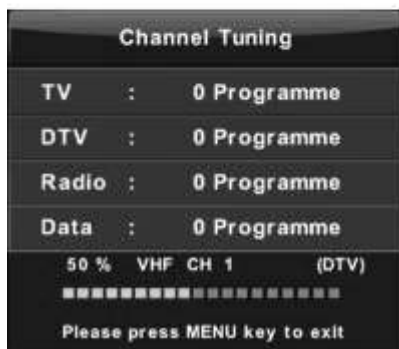 Channel Tuning
TV : 0 Programme
DTV : 0 Programme
Radio : 0 Programme
Data : 0 Programme
50 % VHF CH 1 (DTV)
Please press MENU key to exit